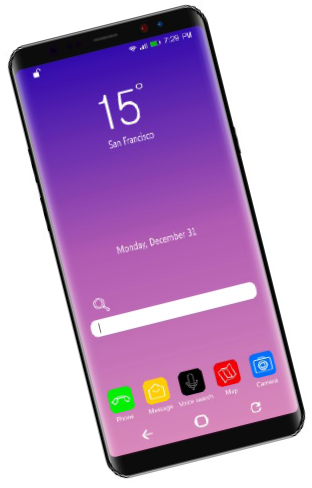 7:29 PM
15°
San Francisco
Monday, December 31
Phone
Message
Voice search
Map
Camera